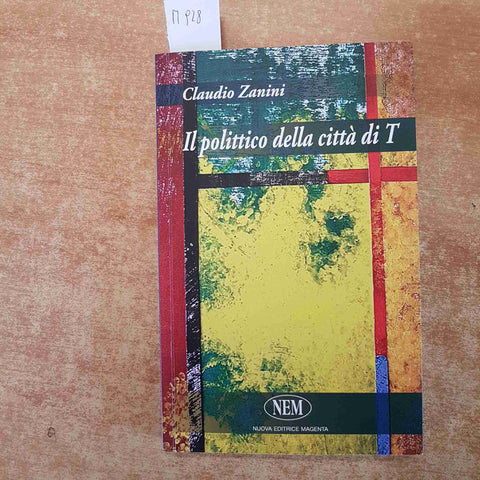 M 928
Claudio Zanini
Il polittico della città di T
NEM
NUOVA EDITRICE MAGENTA